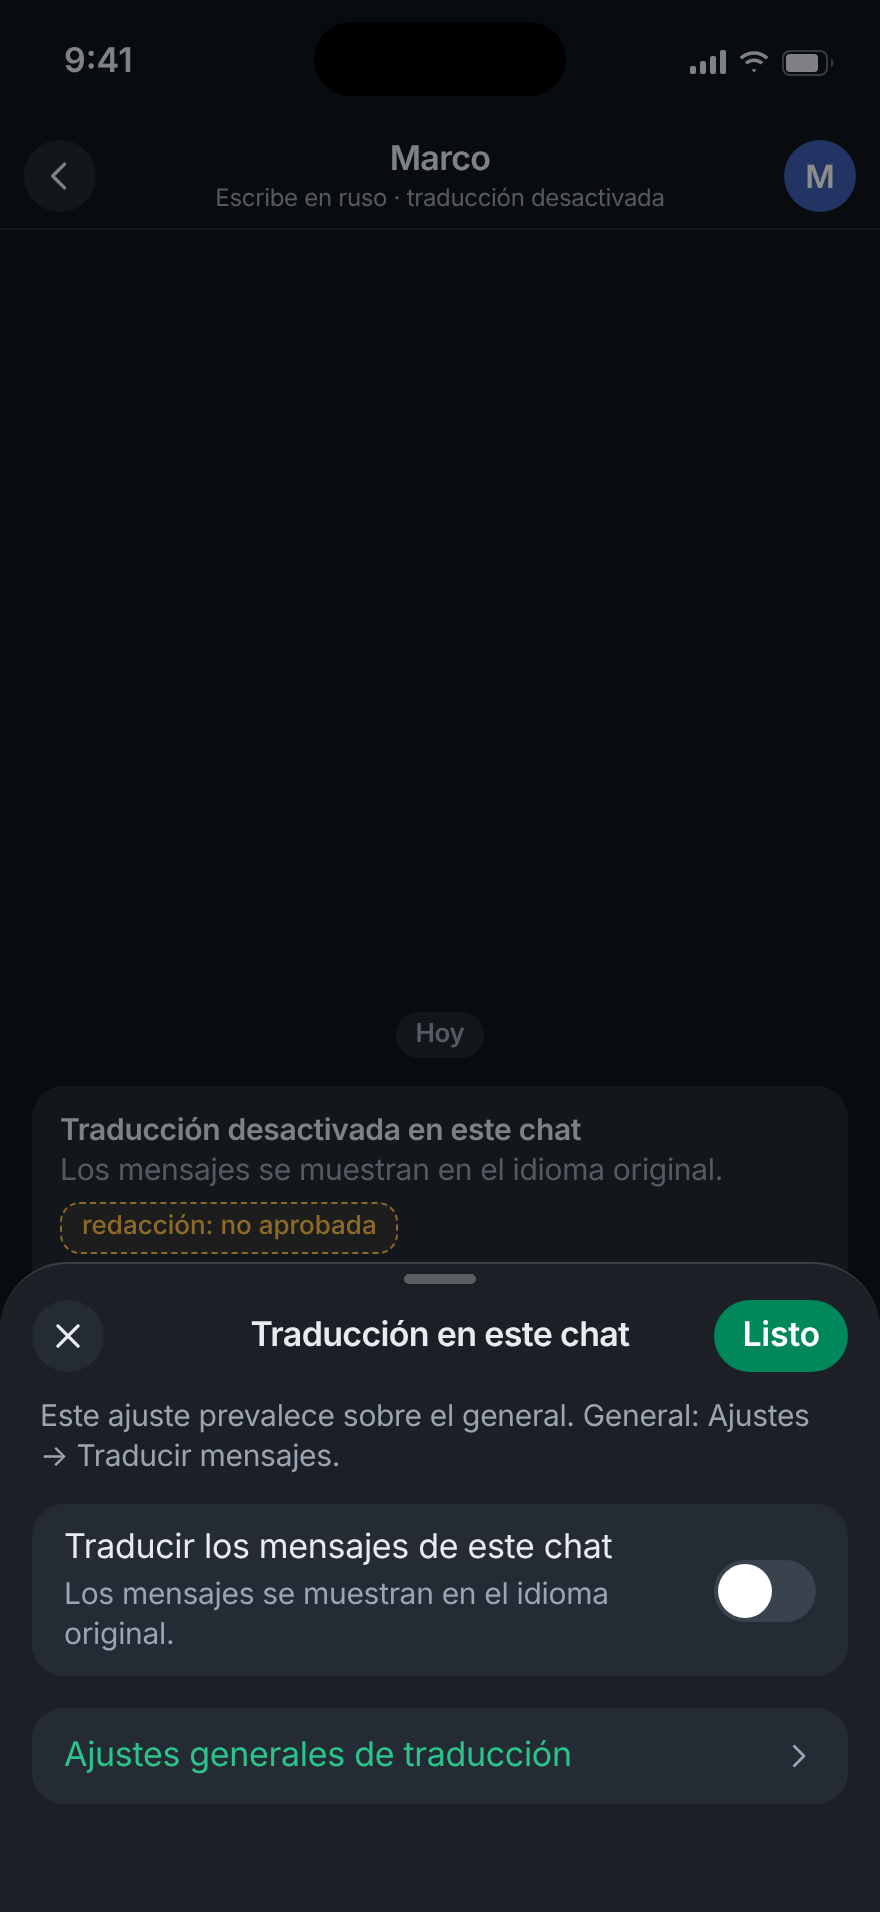 9:41
Marco
Escribe en ruso · traducción desactivada
M
Hoy
Traducción desactivada en este chat
Los mensajes se muestran en el idioma original.
redacción: no aprobada
Traducción en este chat
Listo
Este ajuste prevalece sobre el general. General: Ajustes
→ Traducir mensajes.
Traducir los mensajes de este chat
Los mensajes se muestran en el idioma
original.
Ajustes generales de traducción